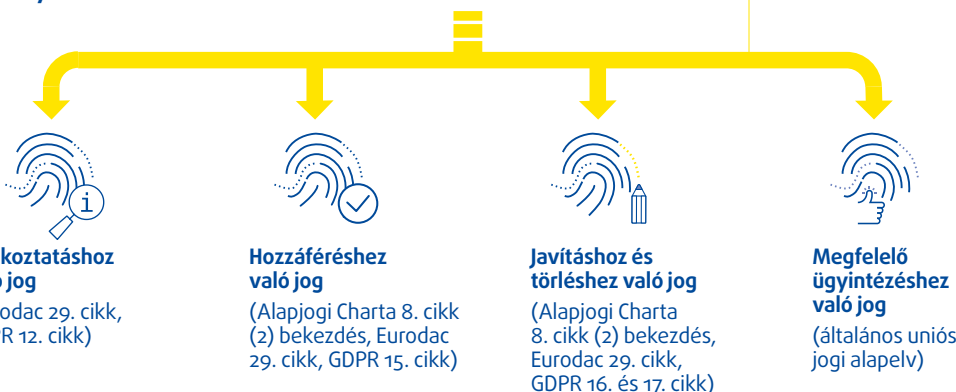 koztatáshoz
jog
odac 29. cikk,
R 12. cikk)
Hozzáféréshez
való jog
(Alapjogi Charta 8. cikk
(2) bekezdés, Eurodac
29. cikk, GDPR 15. cikk)
Javításhoz és
törléshez való jog
(Alapjogi Charta
8. cikk (2) bekezdés,
Eurodac 29. cikk,
GDPR 16. és 17. cikk)
Megfelelő
ügyintézéshez
való jog
(általános uniós
jogi alapelv)